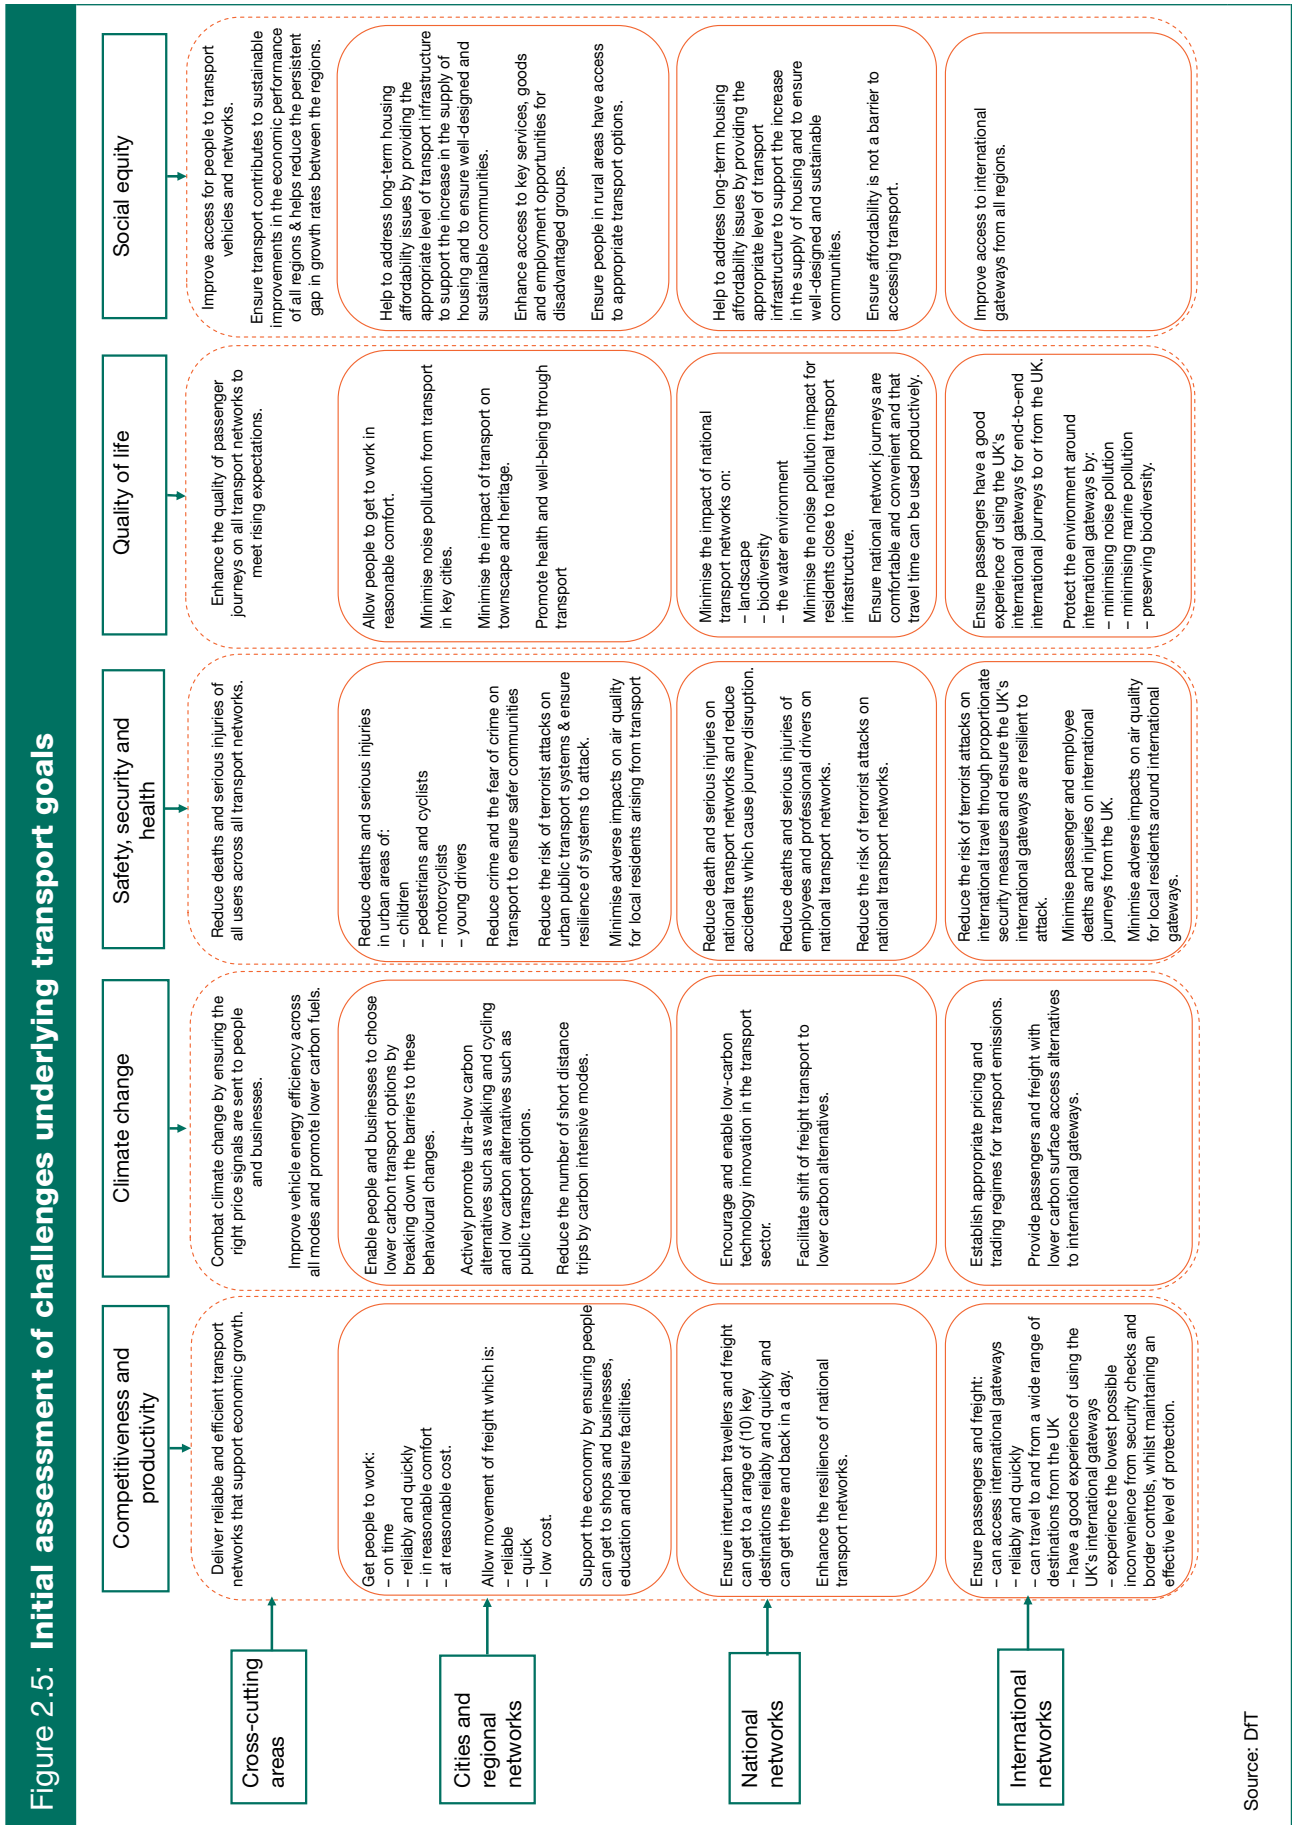 Figure 2.5: Initial assessment of challenges underlying transport goals
Competitiveness and
productivity
Climate change
Safety, security and
health
Quality of life
Social equity
Cross-cutting
areas
Deliver reliable and efficient transport
networks that support economic growth.
Combat climate change by ensuring the
right price signals are sent to people
and businesses.
Improve vehicle energy efficiency across
all modes and promote lower carbon fuels.
Reduce deaths and serious injuries of
all users across all transport networks.
Enhance the quality of passenger
journeys on all transport networks to
meet rising expectations.
Improve access for people to transport
vehicles and networks.
Ensure transport contributes to sustainable
improvements in the economic performance
of all regions & helps reduce the persistent
gap in growth rates between the regions.
Cities and
regional
networks
Get people to work:
– on time
– reliably and quickly
– in reasonable comfort
– at reasonable cost.
Allow movement of freight which is:
– reliable
– quick
– low cost.
Support the economy by ensuring people
can get to shops and businesses,
education and leisure facilities.
Enable people and businesses to choose
lower carbon transport options by
breaking down the barriers to these
behavioural changes.
Actively promote ultra-low carbon
alternatives such as walking and cycling
and low carbon alternatives such as
public transport options.
Reduce the number of short distance
trips by carbon intensive modes.
Reduce deaths and serious injuries
in urban areas of:
– children
– pedestrians and cyclists
– motorcyclists
– young drivers
Reduce crime and the fear of crime on
transport to ensure safer communities
Reduce the risk of terrorist attacks on
urban public transport systems & ensure
resilience of systems to attack.
Minimise adverse impacts on air quality
for local residents arising from transport
Allow people to get to work in
reasonable comfort.
Minimise noise pollution from transport
in key cities.
Minimise the impact of transport on
townscape and heritage.
Promote health and well-being through
transport
Help to address long-term housing
affordability issues by providing the
appropriate level of transport infrastructure
to support the increase in the supply of
housing and to ensure well-designed and
sustainable communities.
Enhance access to key services, goods
and employment opportunities for
disadvantaged groups.
Ensure people in rural areas have access
to appropriate transport options.
National
networks
Ensure interurban travellers and freight
can get to a range of (10) key
destinations reliably and quickly and
can get there and back in a day.
Enhance the resilience of national
transport networks.
Encourage and enable low-carbon
technology innovation in the transport
sector.
Facilitate shift of freight transport to
lower carbon alternatives.
Reduce death and serious injuries on
national transport networks and reduce
accidents which cause journey disruption.
Reduce deaths and serious injuries of
employees and professional drivers on
national transport networks.
Reduce the risk of terrorist attacks on
national transport networks.
Minimise the impact of national
transport networks on:
– landscape
– biodiversity
– the water environment
Minimise the noise pollution impact for
residents close to national transport
infrastructure.
Ensure national network journeys are
comfortable and convenient and that
travel time can be used productively.
Help to address long-term housing
affordability issues by providing the
appropriate level of transport
infrastructure to support the increase
in the supply of housing and to ensure
well-designed and sustainable
communities.
Ensure affordability is not a barrier to
accessing transport.
International
networks
Ensure passengers and freight:
– can access international gateways
– reliably and quickly
– can travel to and from a wide range of
destinations from the UK
– have a good experience of using the
UK's international gateways
– experience the lowest possible
inconvenience from security checks and
border controls, whilst maintaning an
effective level of protection.
Establish appropriate pricing and
trading regimes for transport emissions.
Provide passengers and freight with
lower carbon surface access alternatives
to international gateways.
Reduce the risk of terrorist attacks on
international travel through proportionate
security measures and ensure the UK's
international gateways are resilient to
attack.
Minimise passenger and employee
deaths and injuries on international
journeys from the UK.
Minimise adverse impacts on air quality
for local residents around international
gateways.
Ensure passengers have a good
experience of using the UK's
international gateways for end-to-end
international journeys to or from the UK.
Protect the environment around
international gateways by:
– minimising noise pollution
– minimising marine pollution
– preserving biodiversity.
Improve access to international
gateways from all regions.
Source: DfT